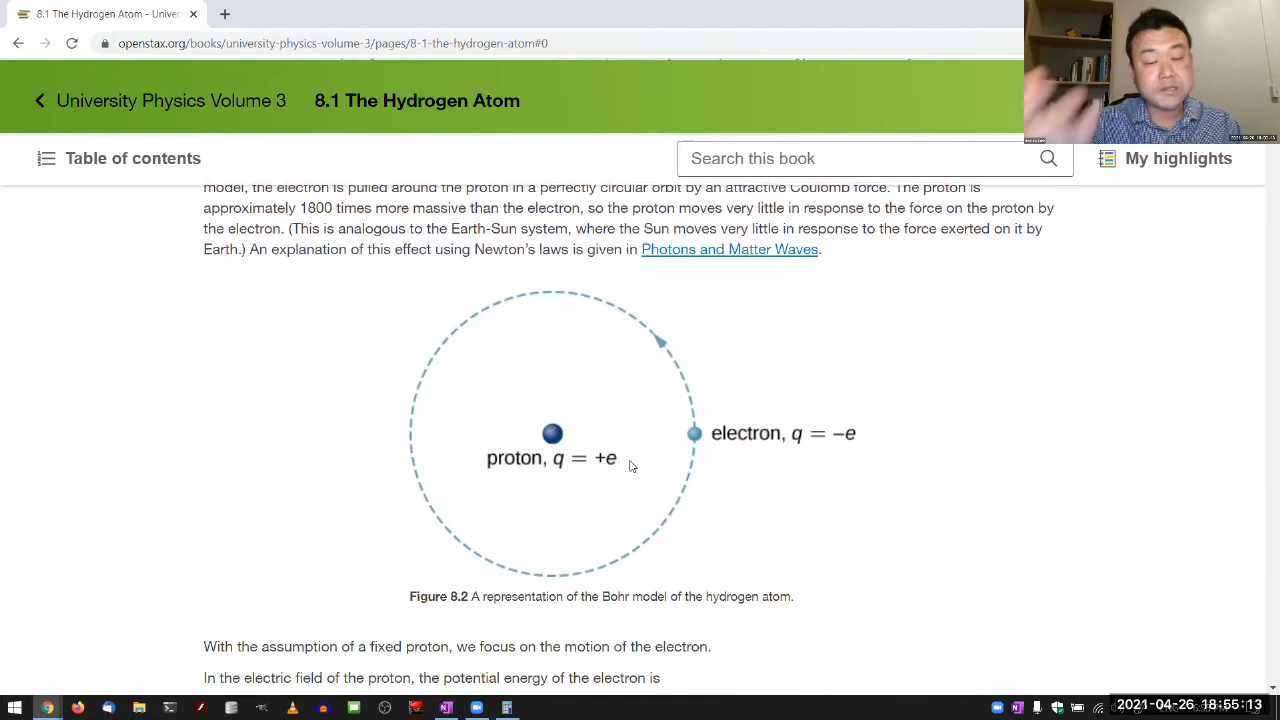 8.1 The Hydrogen Atom - Univer
openstax.org/books/university-physics-volume-3/pages/8-1-the-hydrogen-atom#0
University Physics Volume 3 8.1 The Hydrogen Atom
Table of contents
Search this book
My highlights
model, the electron is pulled around the proton in a perfectly circular orbit by an attractive Coulomb force. The proton is
approximately 1800 times more massive than the electron, so the proton moves very little in response to the force on the proton by
the electron. (This is analogous to the Earth-Sun system, where the Sun moves very little in response to the force exerted on it by
Earth.) An explanation of this effect using Newton's laws is given in Photons and Matter Waves.
electron, q = –e
proton, q = +e
Figure 8.2 A representation of the Bohr model of the hydrogen atom.
With the assumption of a fixed proton, we focus on the motion of the electron.
In the electric field of the proton, the potential energy of the electron is
2021-04-26 18:55:13
2021-04-26 18:55:13